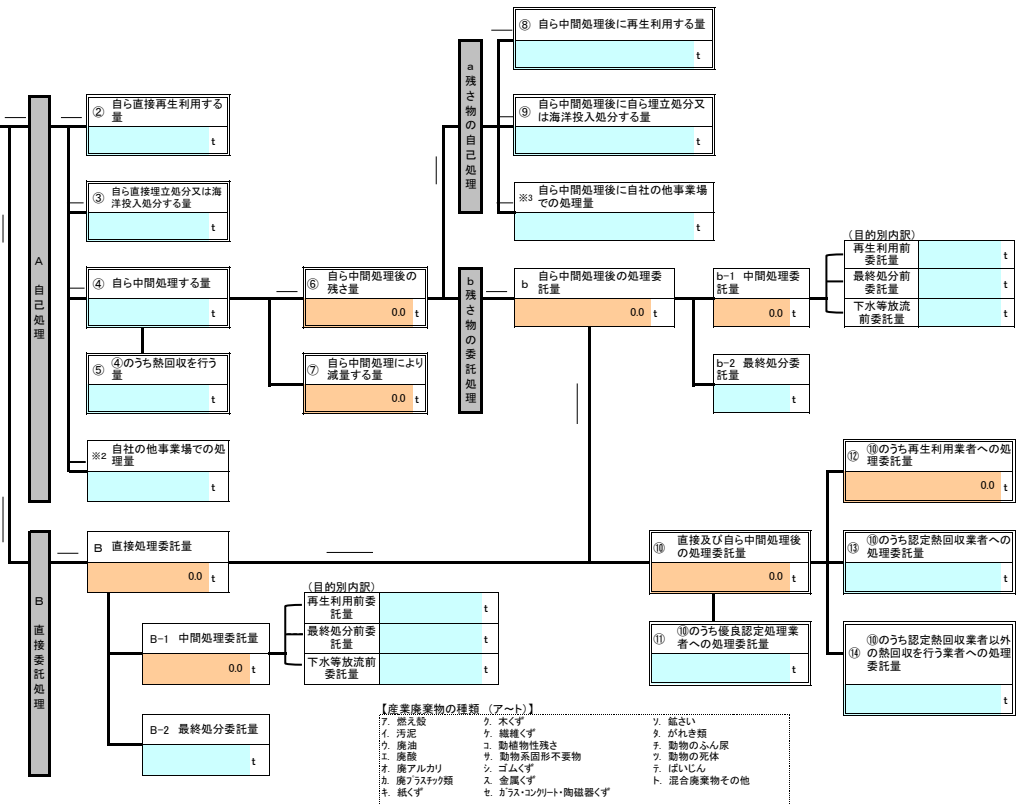 ⑧ 自ら中間処理後に再生利用する量
t
a 残さ物の自己処理
② 自ら直接再生利用する
量
t
⑨ 自ら中間処理後に自ら埋立処分又
は海洋投入処分する量
t
③ 自ら直接埋立処分又は海
洋投入処分する量
t
※3 自ら中間処理後に自社の他事業場
での処理量
t
A 自己処理
④ 自ら中間処理する量
t
⑥ 自ら中間処理後の
残さ量
0.0 t
b 残さ物の委託処理
b 自ら中間処理後の処理委
託量
0.0 t
b-1 中間処理委
託量
0.0 t
(目的別内訳)
再生利用前
委託量
t
最終処分前
委託量
t
下水等放流
前委託量
t
⑤ ④のうち熱回収を行う
量
t
⑦ 自ら中間処理により
減量する量
0.0 t
b-2 最終処分委
託量
t
※2 自社の他事業場での処
理量
t
⑫ ⑩のうち再生利用業者への処
理委託量
0.0 t
B 直接委託処理
B 直接処理委託量
0.0 t
⑩ 直接及び自ら中間処理後
の処理委託量
0.0 t
⑬ ⑩のうち認定熱回収業者への
処理委託量
t
B-1 中間処理委託量
0.0 t
(目的別内訳)
再生利用前委
託量
t
最終処分前委
託量
t
下水等放流前
委託量
t
⑪ ⑩のうち優良認定処理業
者への処理委託量
t
⑭ ⑩のうち認定熱回収業者以外
の熱回収を行う業者への処理
委託量
t
B-2 最終処分委託量
t
【産業廃棄物の種類 (ア～ト)】
ア. 燃え殻
イ. 汚泥
ウ. 廃油
エ. 廃酸
オ. 廃アルカリ
カ. 廃プラスチック類
キ. 紙くず
ク. 木くず
ケ. 繊維くず
コ. 動植物性残さ
サ. 動物系固形不要物
シ. ゴムくず
ス. 金属くず
セ. ガラス・コンクリート・陶磁器くず
ソ. 鉱さい
タ. がれき類
チ. 動物のふん尿
ツ. 動物の死体
テ. ばいじん
ト. 混合廃棄物その他